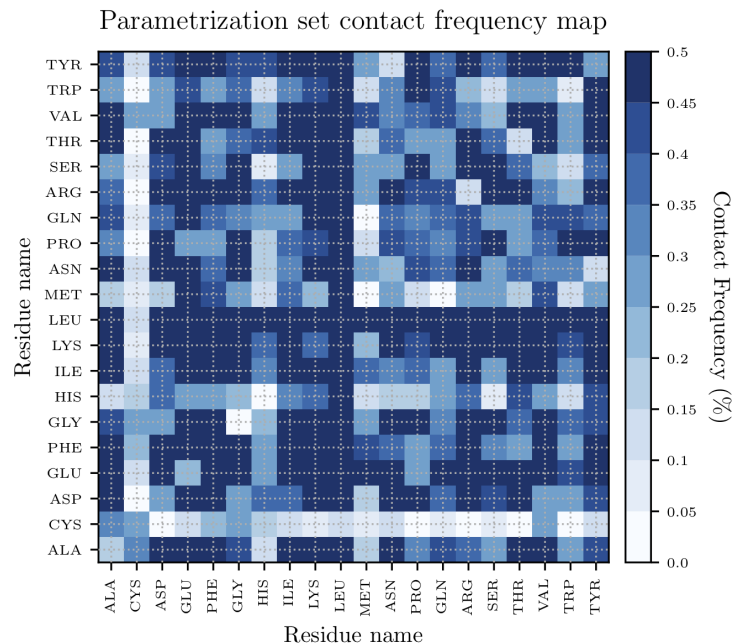 Parametrization set contact frequency map
Residue name
TYR
TRP
VAL
THR
SER
ARG
GLN
PRO
ASN
MET
LEU
LYS
ILE
HIS
GLY
PHE
GLU
ASP
CYS
ALA
ALA CYS ASP GLU PHE GLY HIS ILE LYS LEU MET ASN PRO GLN ARG SER THR VAL TRP TYR
Residue name
0.5
0.45
0.4
0.35
0.3
0.25
0.2
0.15
0.1
0.05
0.0
Contact Frequency (%)